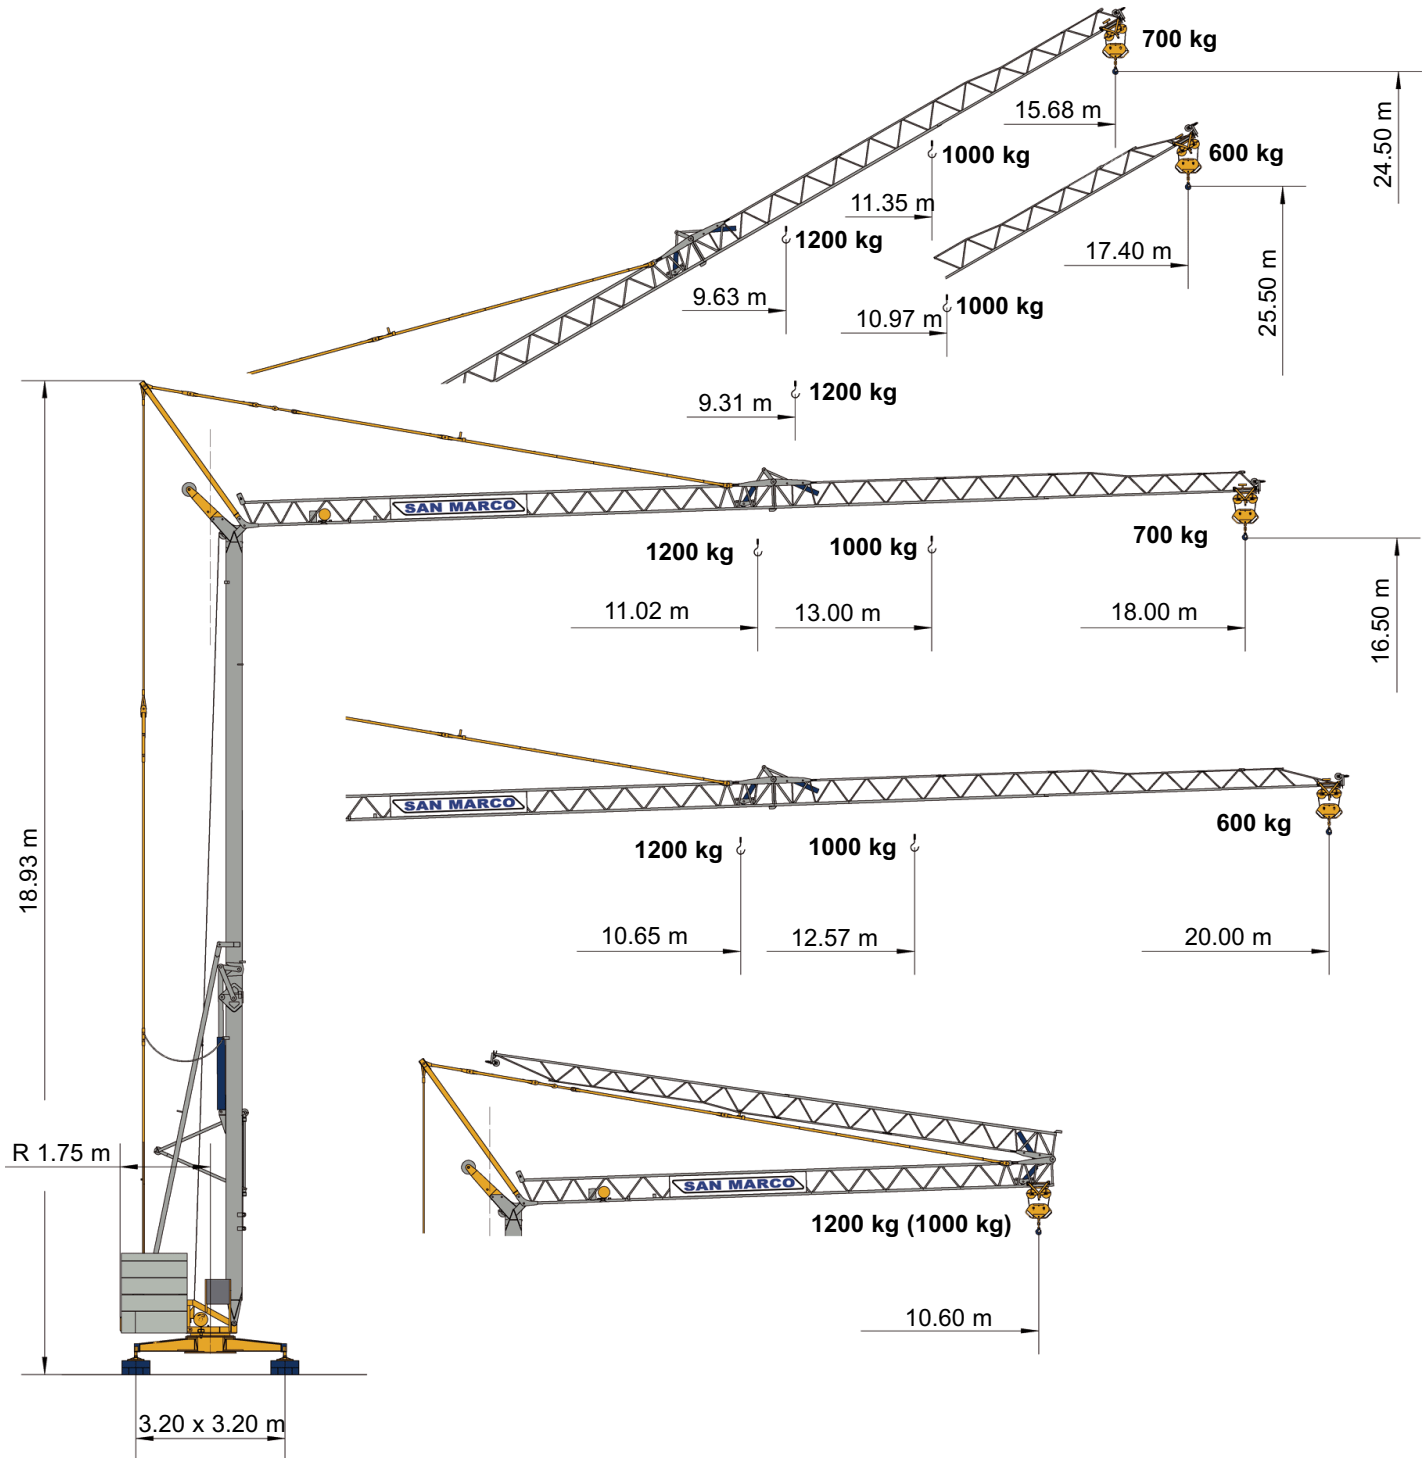 700 kg
15.68 m
24.50 m
1000 kg
600 kg
11.35 m
1200 kg
17.40 m
25.50 m
9.63 m
10.97 m
1000 kg
1200 kg
9.31 m
SAN MARCO
1200 kg
1000 kg
700 kg
11.02 m
13.00 m
18.00 m
16.50 m
18.93 m
SAN MARCO
1200 kg
1000 kg
600 kg
10.65 m
12.57 m
20.00 m
R 1.75 m
SAN MARCO
1200 kg (1000 kg)
10.60 m
3.20 x 3.20 m